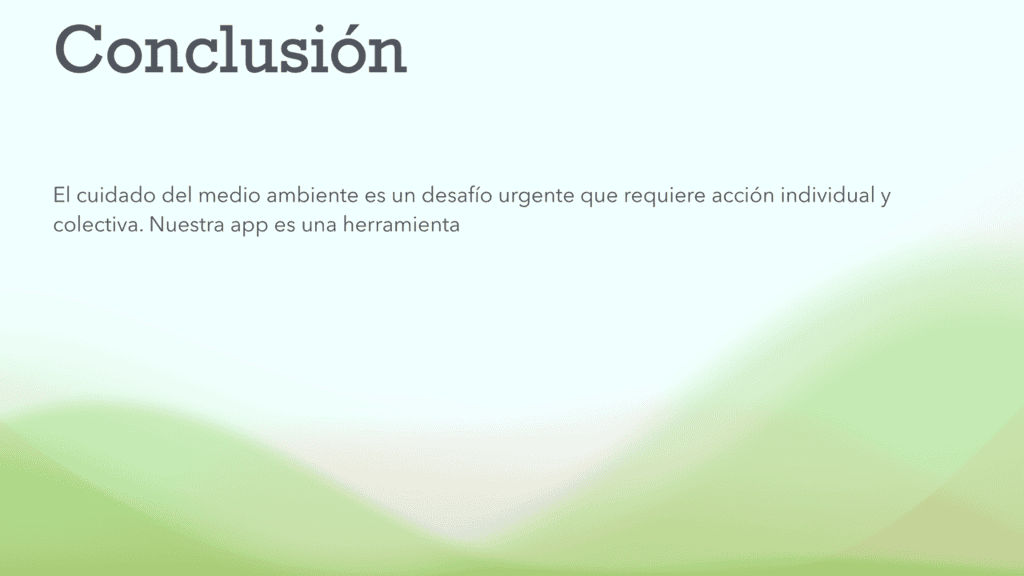 Conclusión
El cuidado del medio ambiente es un desafío urgente que requiere acción individual y
colectiva. Nuestra app es una herramienta